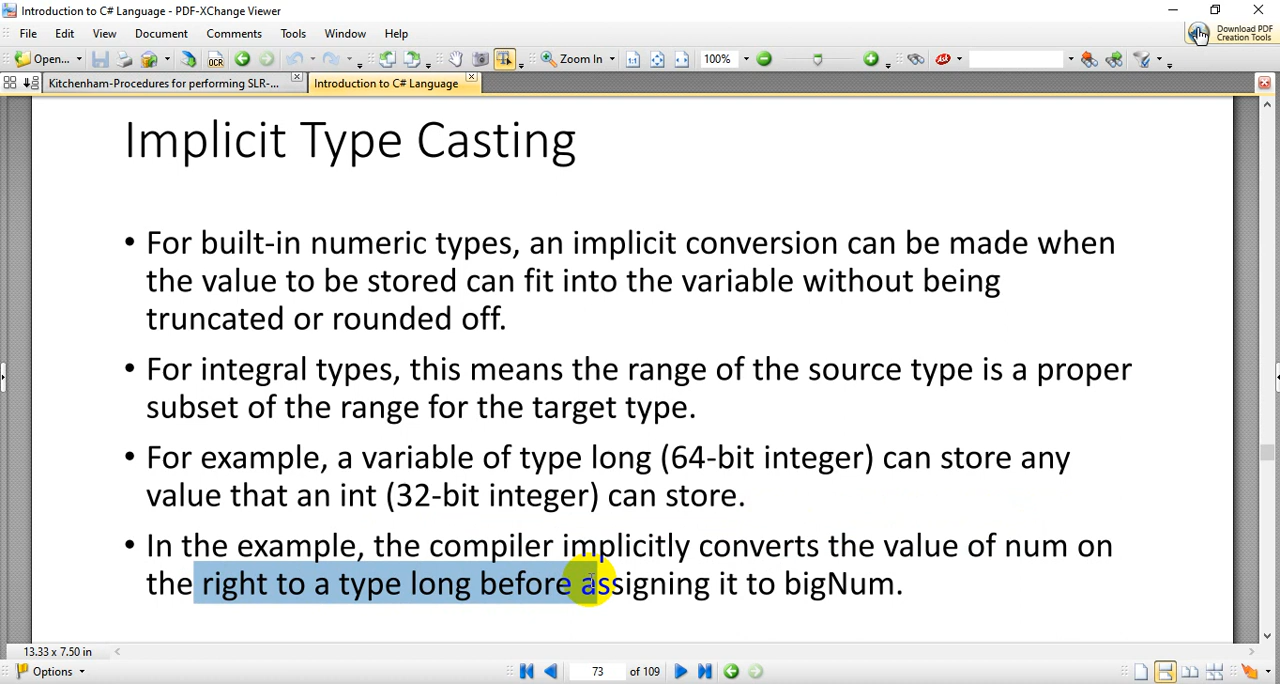 Introduction to C# Language - PDF-XChange Viewer
File Edit View Document Comments Tools Window Help
Download PDF
Creation Tools
Open... OCR Zoom In 100%
Kitchenham-Procedures for performing SLR-... Introduction to C# Language
Implicit Type Casting
• For built-in numeric types, an implicit conversion can be made when
the value to be stored can fit into the variable without being
truncated or rounded off.
• For integral types, this means the range of the source type is a proper
subset of the range for the target type.
• For example, a variable of type long (64-bit integer) can store any
value that an int (32-bit integer) can store.
• In the example, the compiler implicitly converts the value of num on
the right to a type long before assigning it to bigNum.
13.33 x 7.50 in
Options 73 of 109